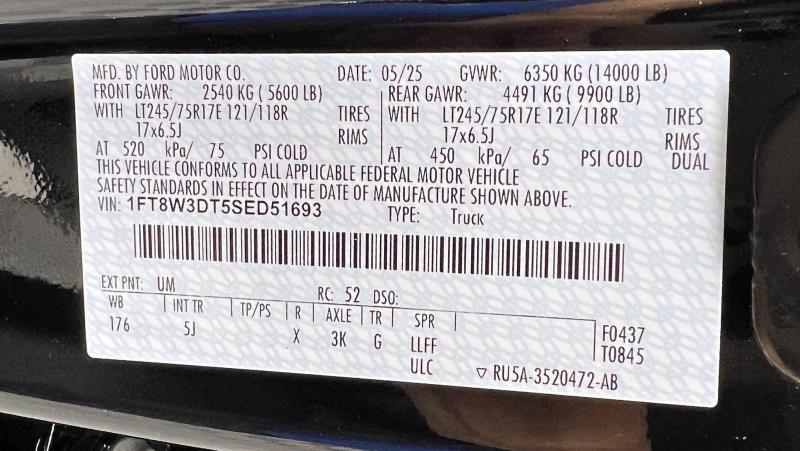 MFD. BY FORD MOTOR CO. DATE: 05/25 GVWR: 6350 KG (14000 LB)
FRONT GAWR: 2540 KG ( 5600 LB) REAR GAWR: 4491 KG ( 9900 LB)
WITH LT245/75R17E 121/118R TIRES WITH LT245/75R17E 121/118R TIRES
17x6.5J RIMS 17x6.5J RIMS
AT 520 kPa/ 75 PSI COLD AT 450 kPa/ 65 PSI COLD DUAL
THIS VEHICLE CONFORMS TO ALL APPLICABLE FEDERAL MOTOR VEHICLE
SAFETY STANDARDS IN EFFECT ON THE DATE OF MANUFACTURE SHOWN ABOVE.
VIN: 1FT8W3DT5SED51693 TYPE: Truck
EXT PNT: UM RC: 52 DSO:
WB INT TR TP/PS R AXLE TR SPR F0437
176 5J X 3K G LLFF T0845
ULC ▽ RU5A-3520472-AB